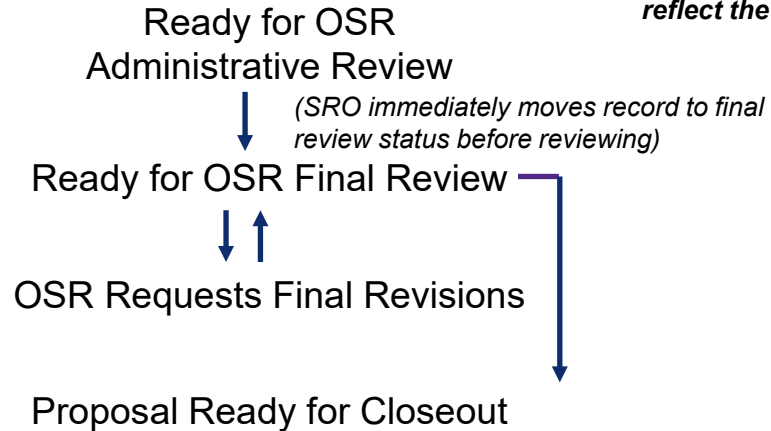 reflect the
Ready for OSR
Administrative Review
(SRO immediately moves record to final
review status before reviewing)
Ready for OSR Final Review
OSR Requests Final Revisions
Proposal Ready for Closeout